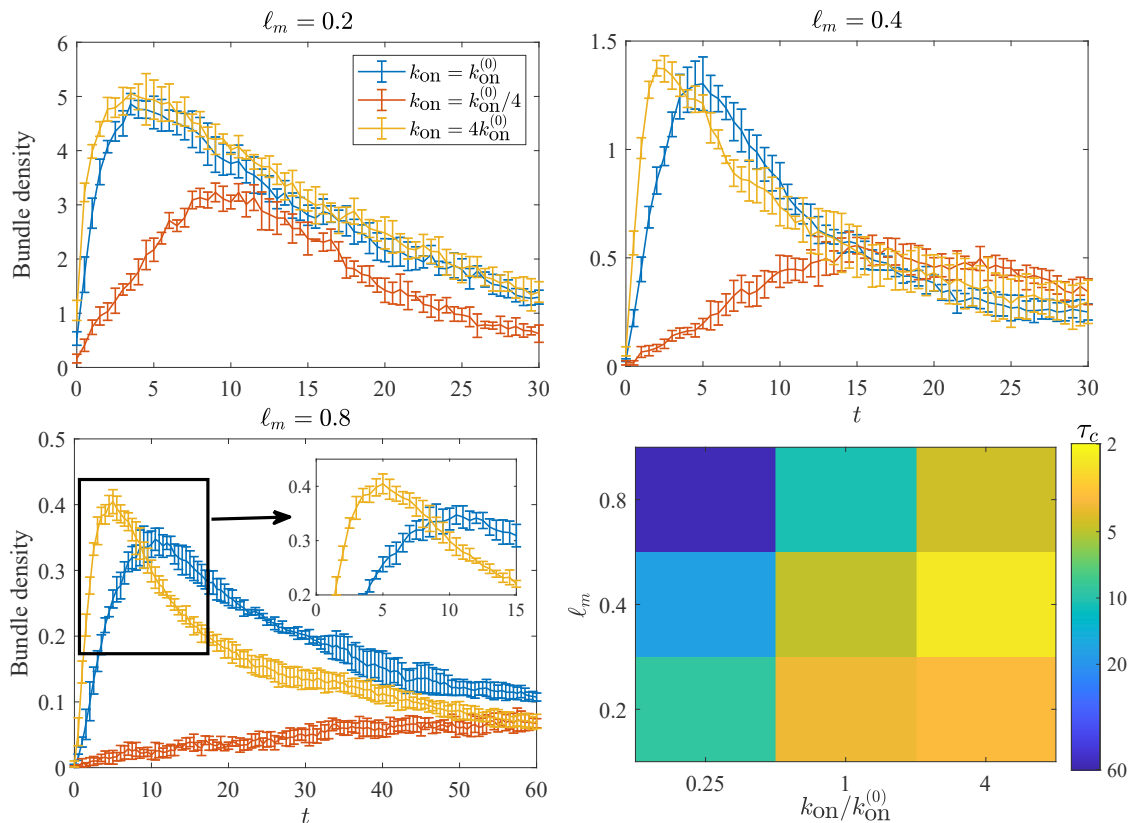 ℓ_m = 0.2
6
5
4
3
2
1
0
Bundle density
0 5 10 15 20 25 30
k_on = k_on^(0)
k_on = k_on^(0)/4
k_on = 4k_on^(0)
ℓ_m = 0.4
1.5
1
0.5
0
0 5 10 15 20 25 30
t
ℓ_m = 0.8
0.5
0.4
0.3
0.2
0.1
0
Bundle density
0 10 20 30 40 50 60
t
0.4
0.3
0.2
0 5 10 15
τ_c
2
5
10
20
60
0.8
0.4
0.2
ℓ_m
0.25 1 4
k_on/k_on^(0)